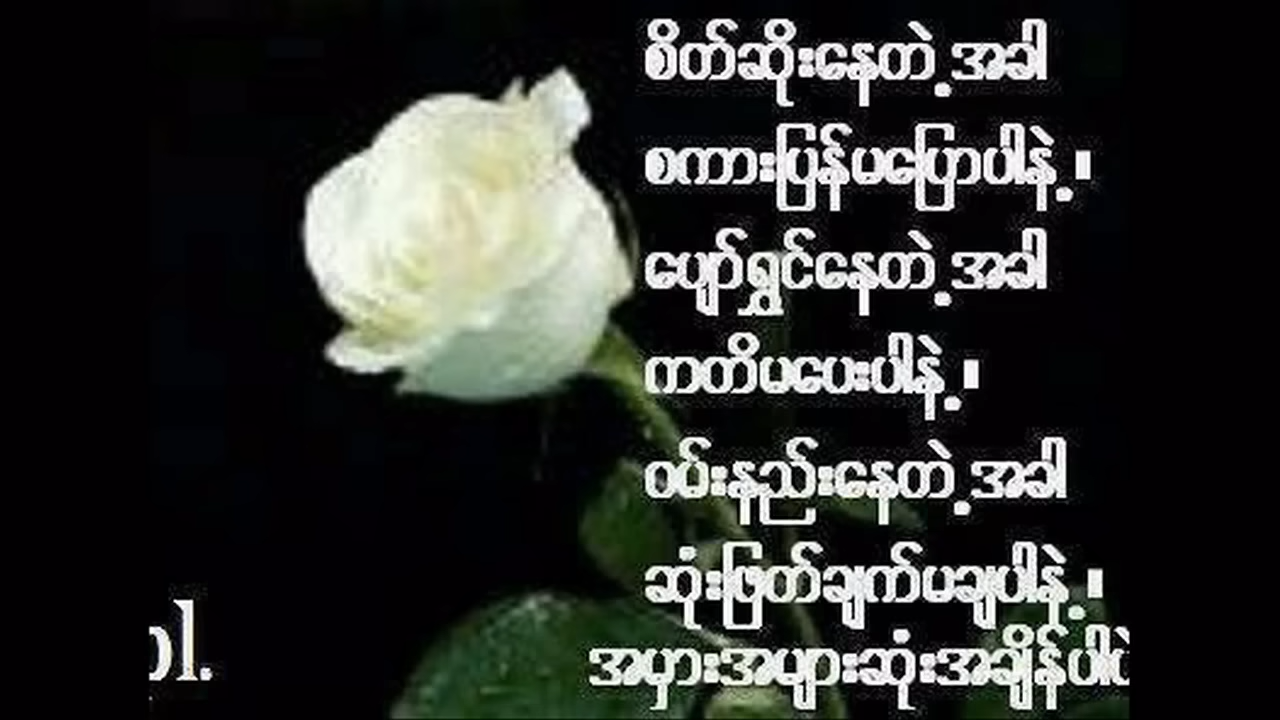 စိတ်ဆိုးနေတဲ့အခါ
စကားပြန်မပြောပါနဲ့။
ပျော်ရွှင်နေတဲ့အခါ
ကတိမပေးပါနဲ့။
ဝမ်းနည်းနေတဲ့အခါ
ဆုံးဖြတ်ချက်မချပါနဲ့။
အမှားအများဆုံးအချိန်ပါပဲ